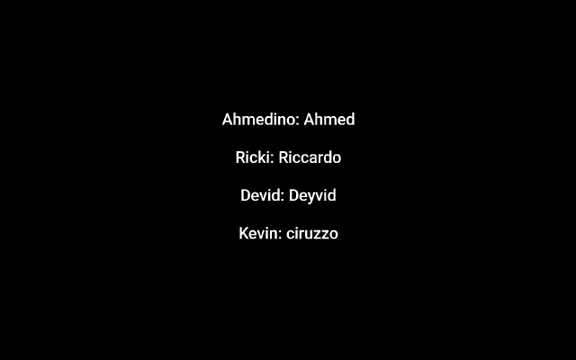 Ahmedino: Ahmed
Ricki: Riccardo
Devid: Deyvid
Kevin: ciruzzo